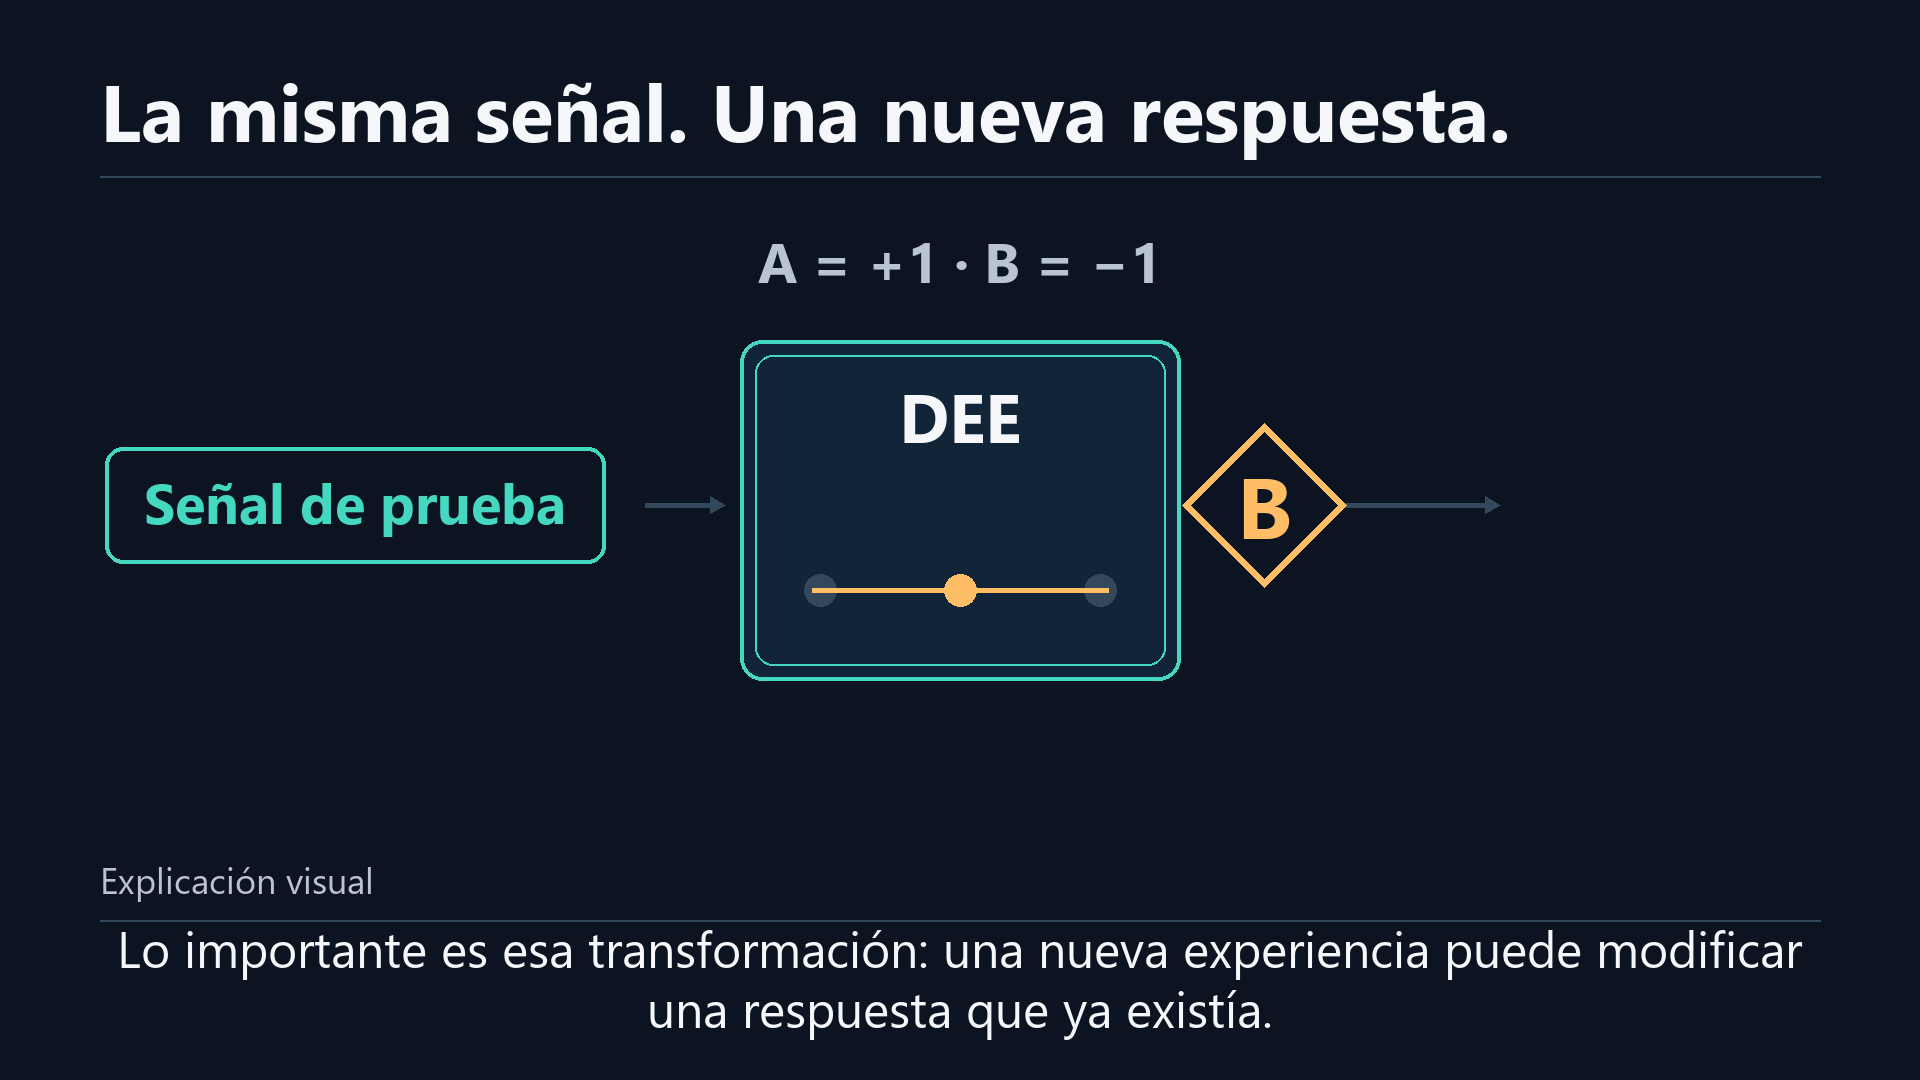 La misma señal. Una nueva respuesta.
A = +1 · B = −1
DEE
Señal de prueba
B
Explicación visual
Lo importante es esa transformación: una nueva experiencia puede modificar
una respuesta que ya existía.